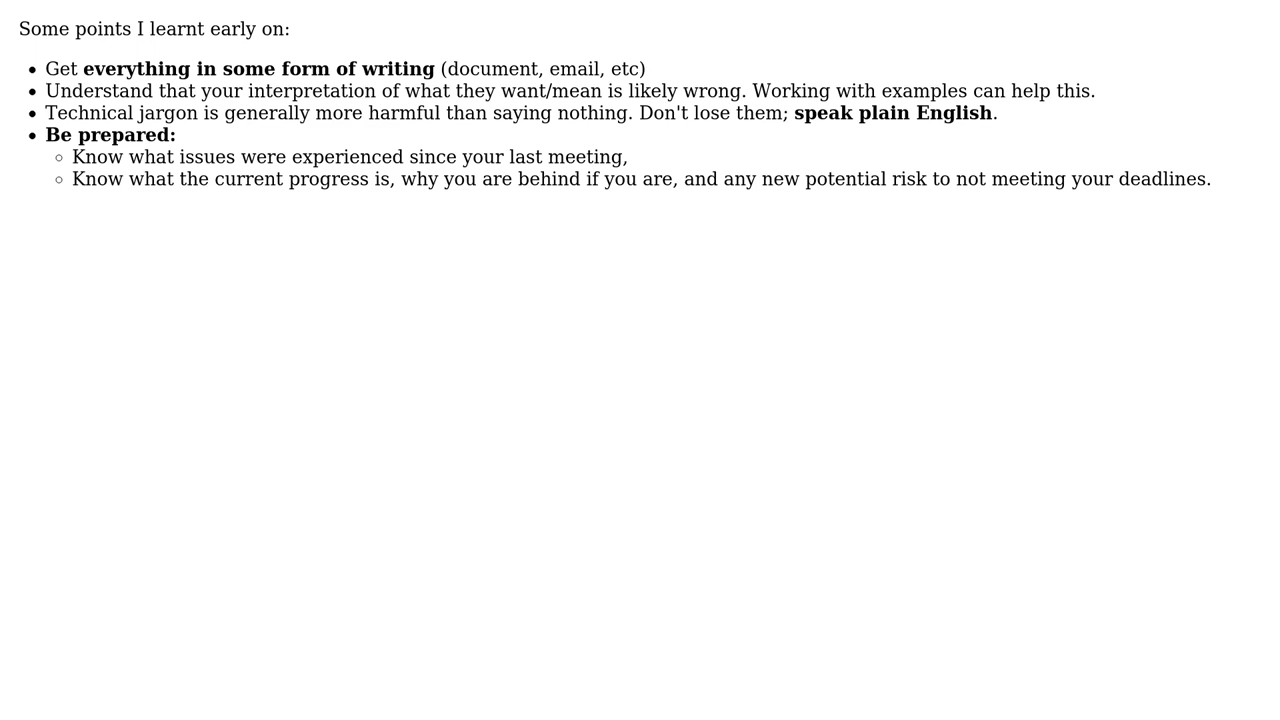 Some points I learnt early on:
• Get everything in some form of writing (document, email, etc)
• Understand that your interpretation of what they want/mean is likely wrong. Working with examples can help this.
• Technical jargon is generally more harmful than saying nothing. Don't lose them; speak plain English.
• Be prepared:
◦ Know what issues were experienced since your last meeting,
◦ Know what the current progress is, why you are behind if you are, and any new potential risk to not meeting your deadlines.